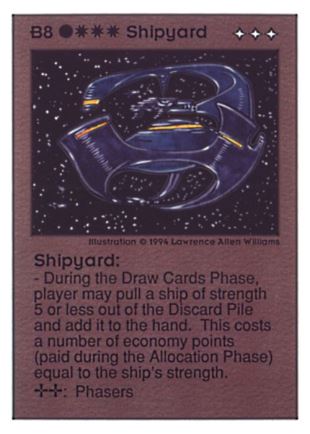 B8 Shipyard
Illustration © 1994 Lawrence Allen Williams
Shipyard:
- During the Draw Cards Phase,
player may pull a ship of strength
5 or less out of the Discard Pile
and add it to the hand. This costs
a number of economy points
(paid during the Allocation Phase)
equal to the ship's strength.
: Phasers